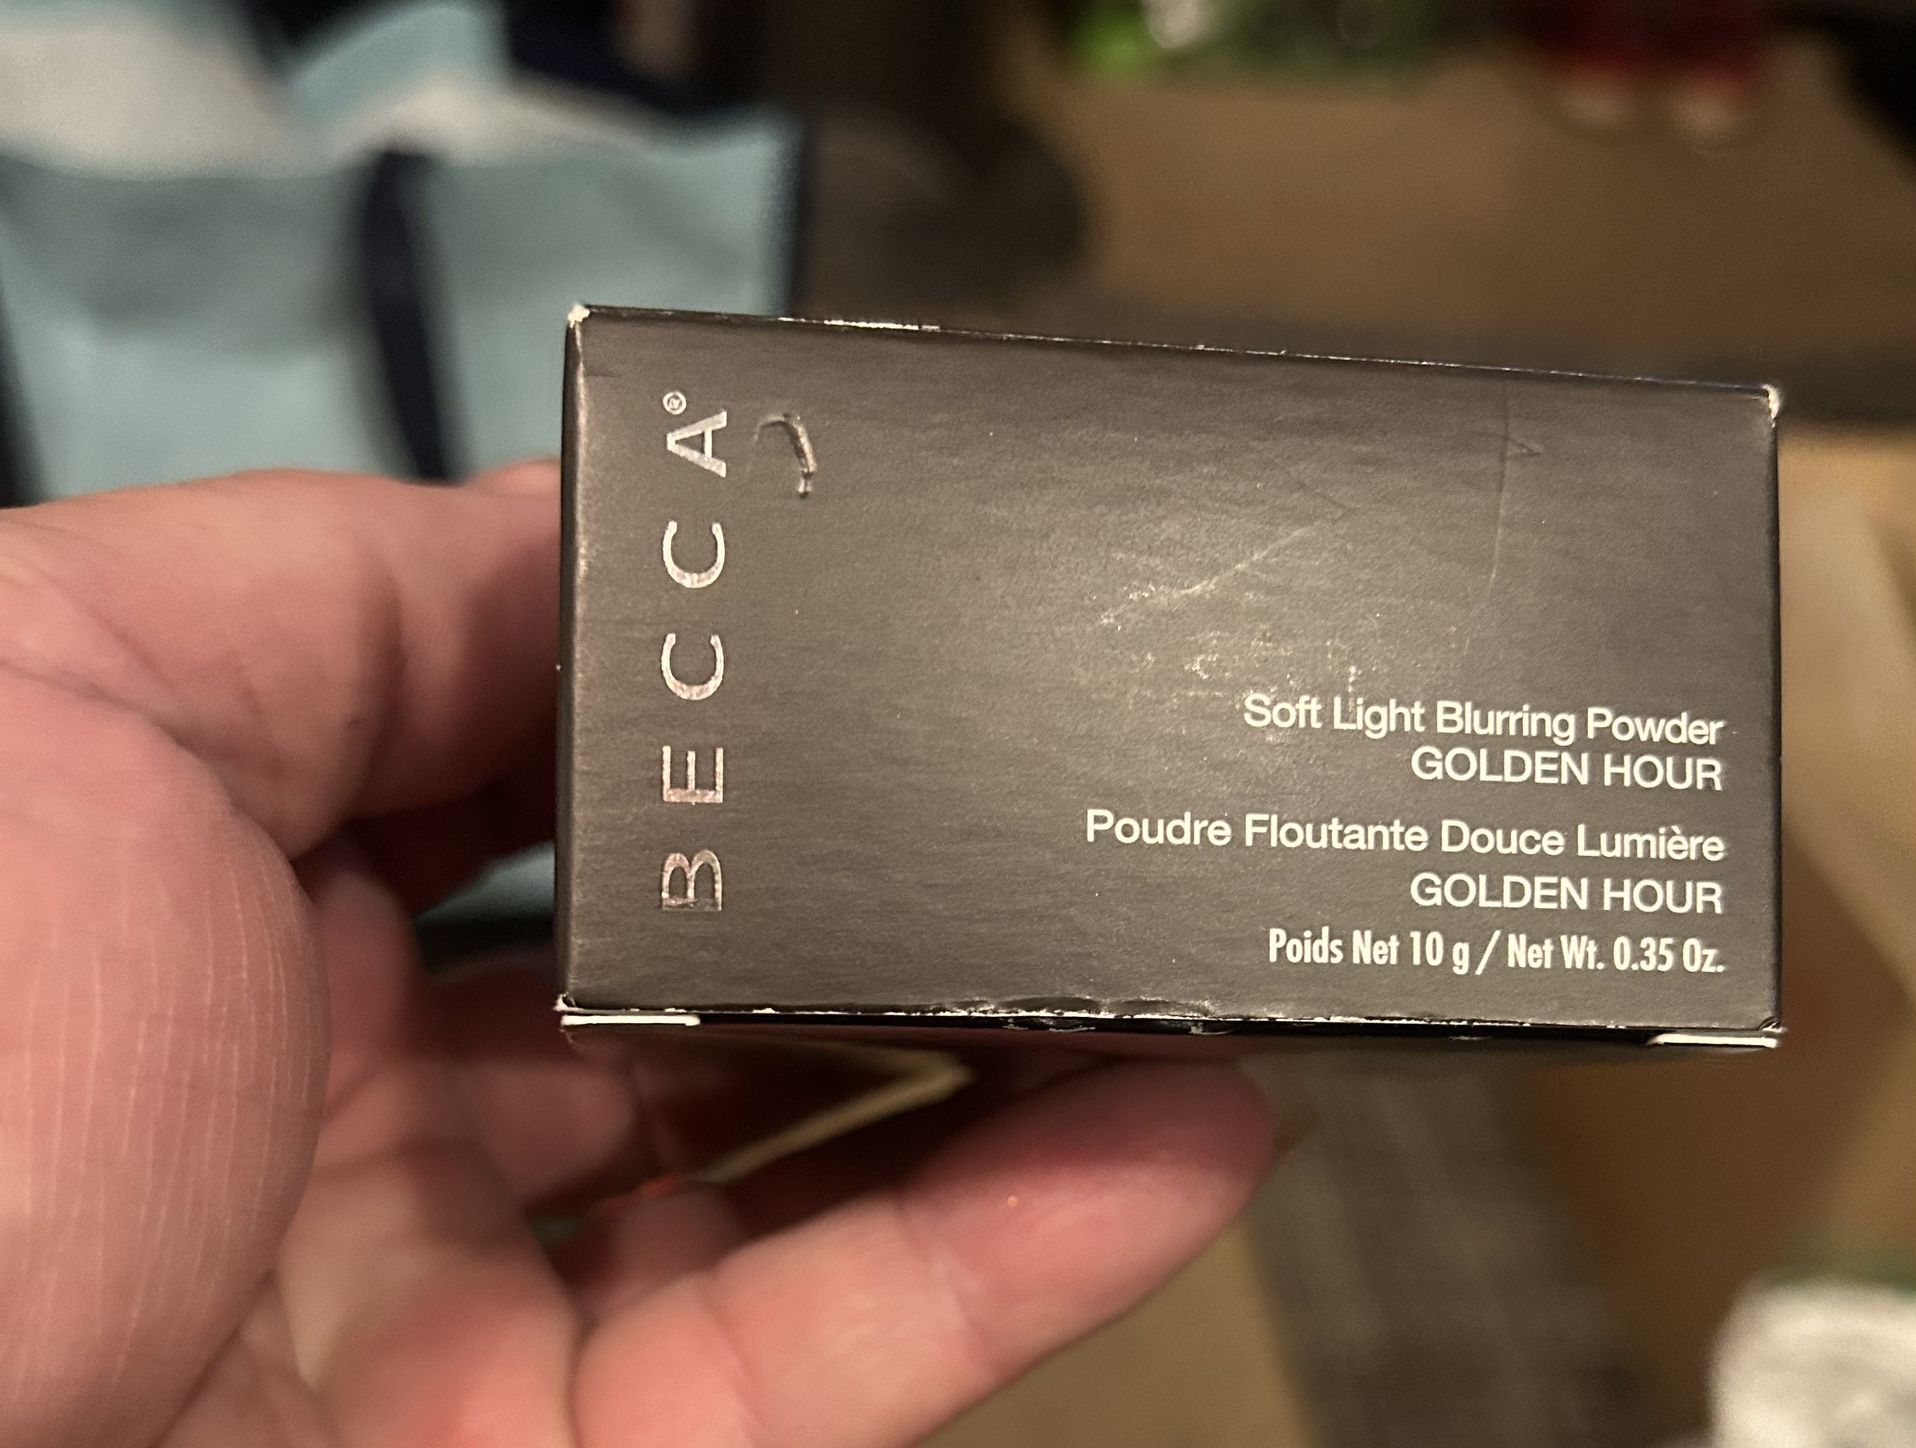 BECCA®
Soft Light Blurring Powder
GOLDEN HOUR
Poudre Floutante Douce Lumière
GOLDEN HOUR
Poids Net 10 g / Net Wt. 0.35 Oz.